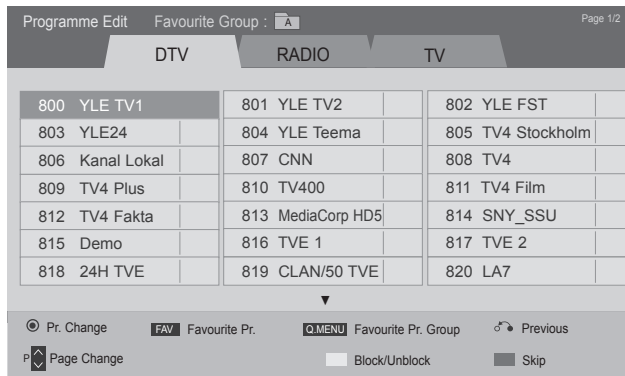 Programme Edit Favourite Group : A Page 1/2
DTV RADIO TV
800 YLE TV1 801 YLE TV2 802 YLE FST
803 YLE24 804 YLE Teema 805 TV4 Stockholm
806 Kanal Lokal 807 CNN 808 TV4
809 TV4 Plus 810 TV400 811 TV4 Film
812 TV4 Fakta 813 MediaCorp HD5 814 SNY_SSU
815 Demo 816 TVE 1 817 TVE 2
818 24H TVE 819 CLAN/50 TVE 820 LA7
▼
Pr. Change FAV Favourite Pr. Q.MENU Favourite Pr. Group Previous
P Page Change Block/Unblock Skip